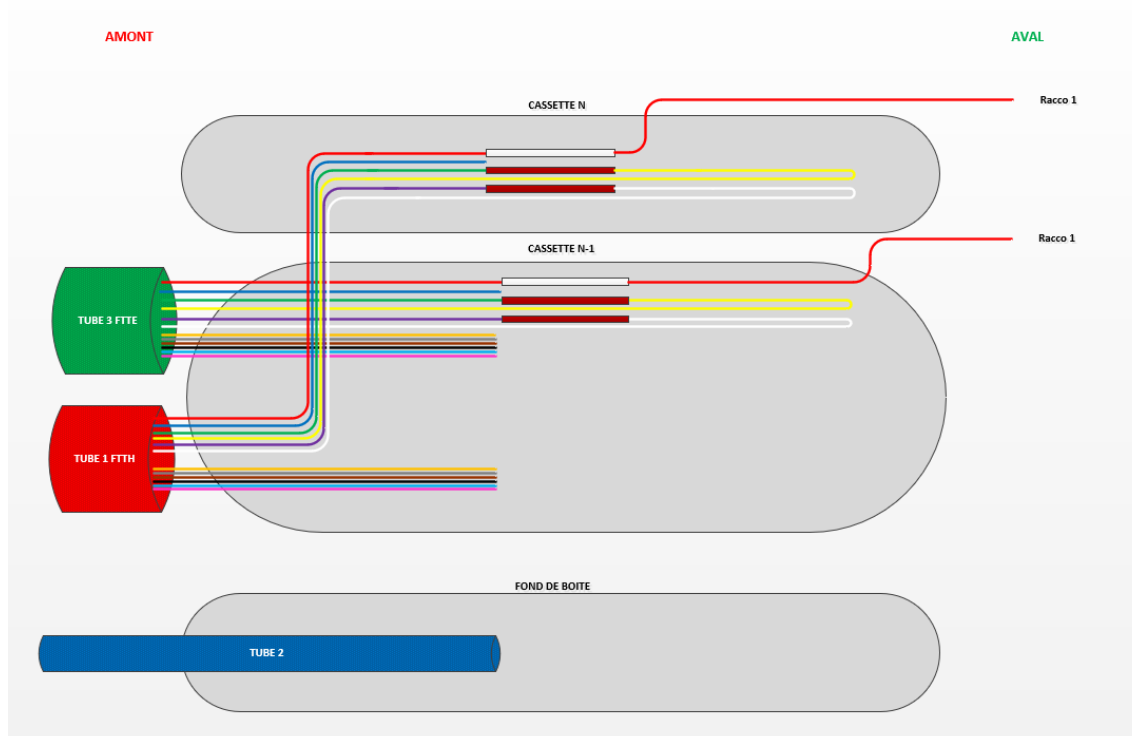 AMONT
AVAL
CASSETTE N
Racco 1
CASSETTE N-1
Racco 1
TUBE 3 FTTE
TUBE 1 FTTH
FOND DE BOITE
TUBE 2